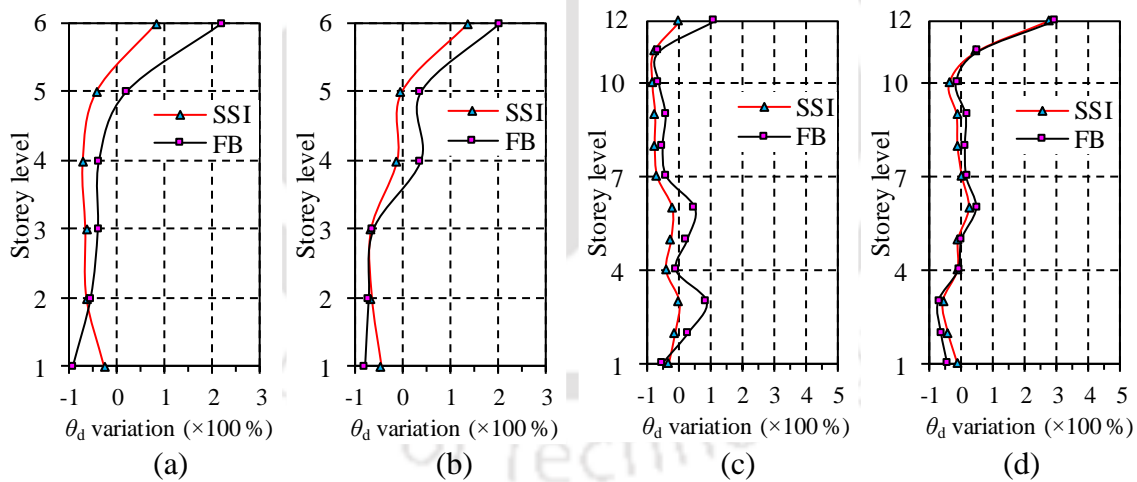 6
5
4
3
2
1
Storey level
SSI
FB
-1 0 1 2 3
θd variation (×100 %)
(a)
6
5
4
3
2
1
Storey level
SSI
FB
-1 0 1 2 3
θd variation (×100 %)
(b)
12
10
7
4
1
Storey level
SSI
FB
-1 0 1 2 3 4 5
θd variation (×100 %)
(c)
12
10
7
4
1
Storey level
SSI
FB
-1 0 1 2 3 4 5
θd variation (×100 %)
(d)
of Techno